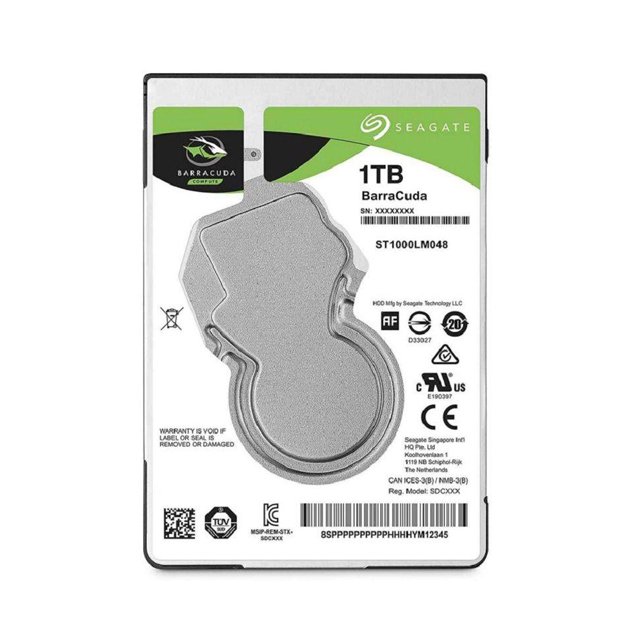 BARRACUDA
COMPUTE
SEAGATE
1TB
BarraCuda
SN: XXXXXXXX
ST1000LM048
HDD Mfg by Seagate Technology LLC
AF
D33027
20
c UL US
E190397
CE
WARRANTY IS VOID IF
LABEL OR SEAL IS
REMOVED OR DAMAGED
Seagate Singapore Int'l
HQ Pte. Ltd
Koolhovenlaan 1
1119 NB Schiphol-Rijk
The Netherlands
CAN ICES-3(B) / NMB-3(B)
Reg. Model: SDCXXX
TÜV
SUD
MSIP-REM-STX-
SDCXXX
8SPPPPPPPPPPHHHHYM12345